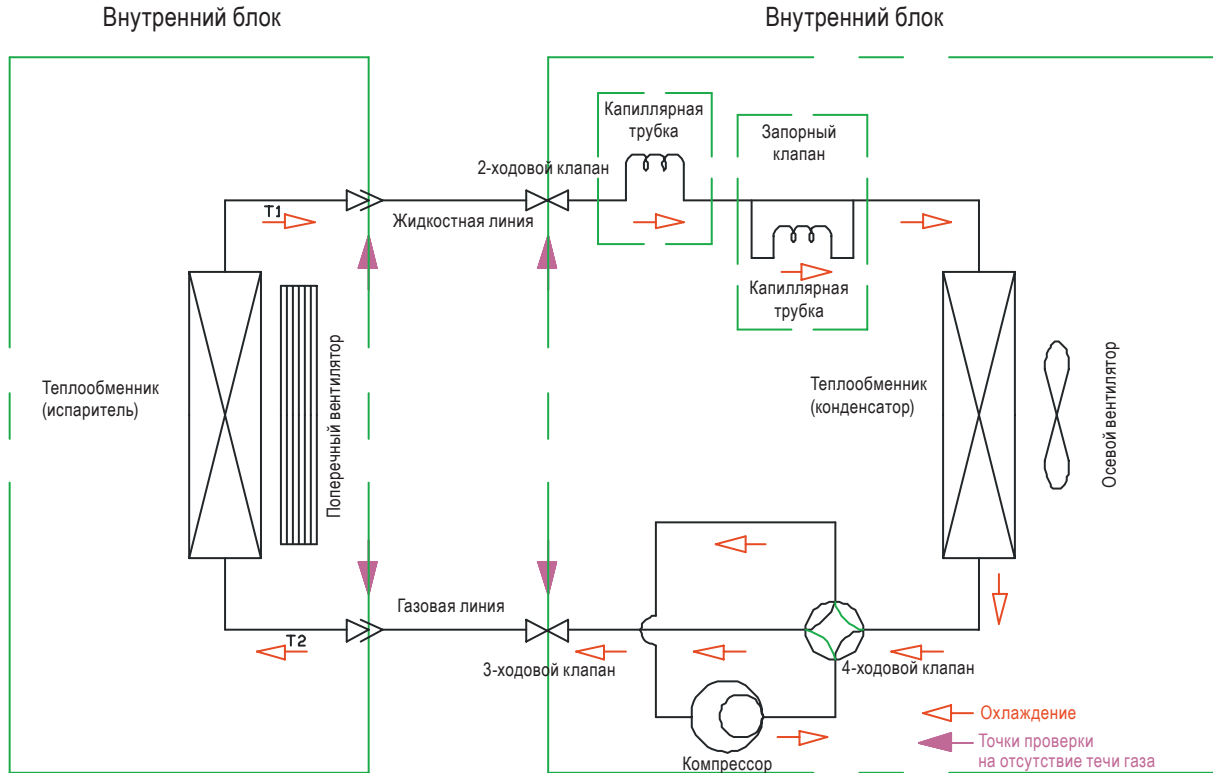 Внутренний блок
Внутренний блок
Капиллярная
трубка
Запорный
клапан
2-ходовой клапан
T1
Жидкостная линия
Капиллярная
трубка
Теплообменник
(испаритель)
Поперечный вентилятор
Теплообменник
(конденсатор)
Осевой вентилятор
Газовая линия
T2
3-ходовой клапан
4-ходовой клапан
Компрессор
Охлаждение
Точки проверки
на отсутствие течи газа